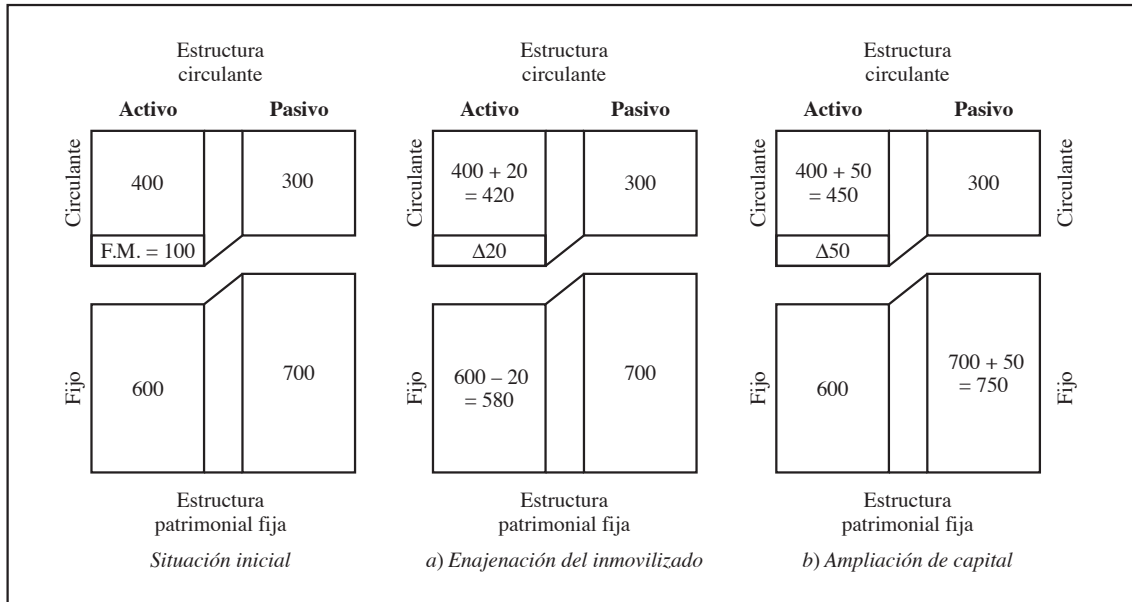 Estructura
circulante
Activo Pasivo
Circulante
400
300
F.M. = 100
Fijo
600
700
Estructura
patrimonial fija
Situación inicial
Estructura
circulante
Activo Pasivo
Circulante
400 + 20
= 420
300
Δ20
Fijo
600 – 20
= 580
700
Estructura
patrimonial fija
a) Enajenación del inmovilizado
Estructura
circulante
Activo Pasivo
Circulante
400 + 50
= 450
300
Circulante
Δ50
Fijo
600
700 + 50
= 750
Fijo
Estructura
patrimonial fija
b) Ampliación de capital